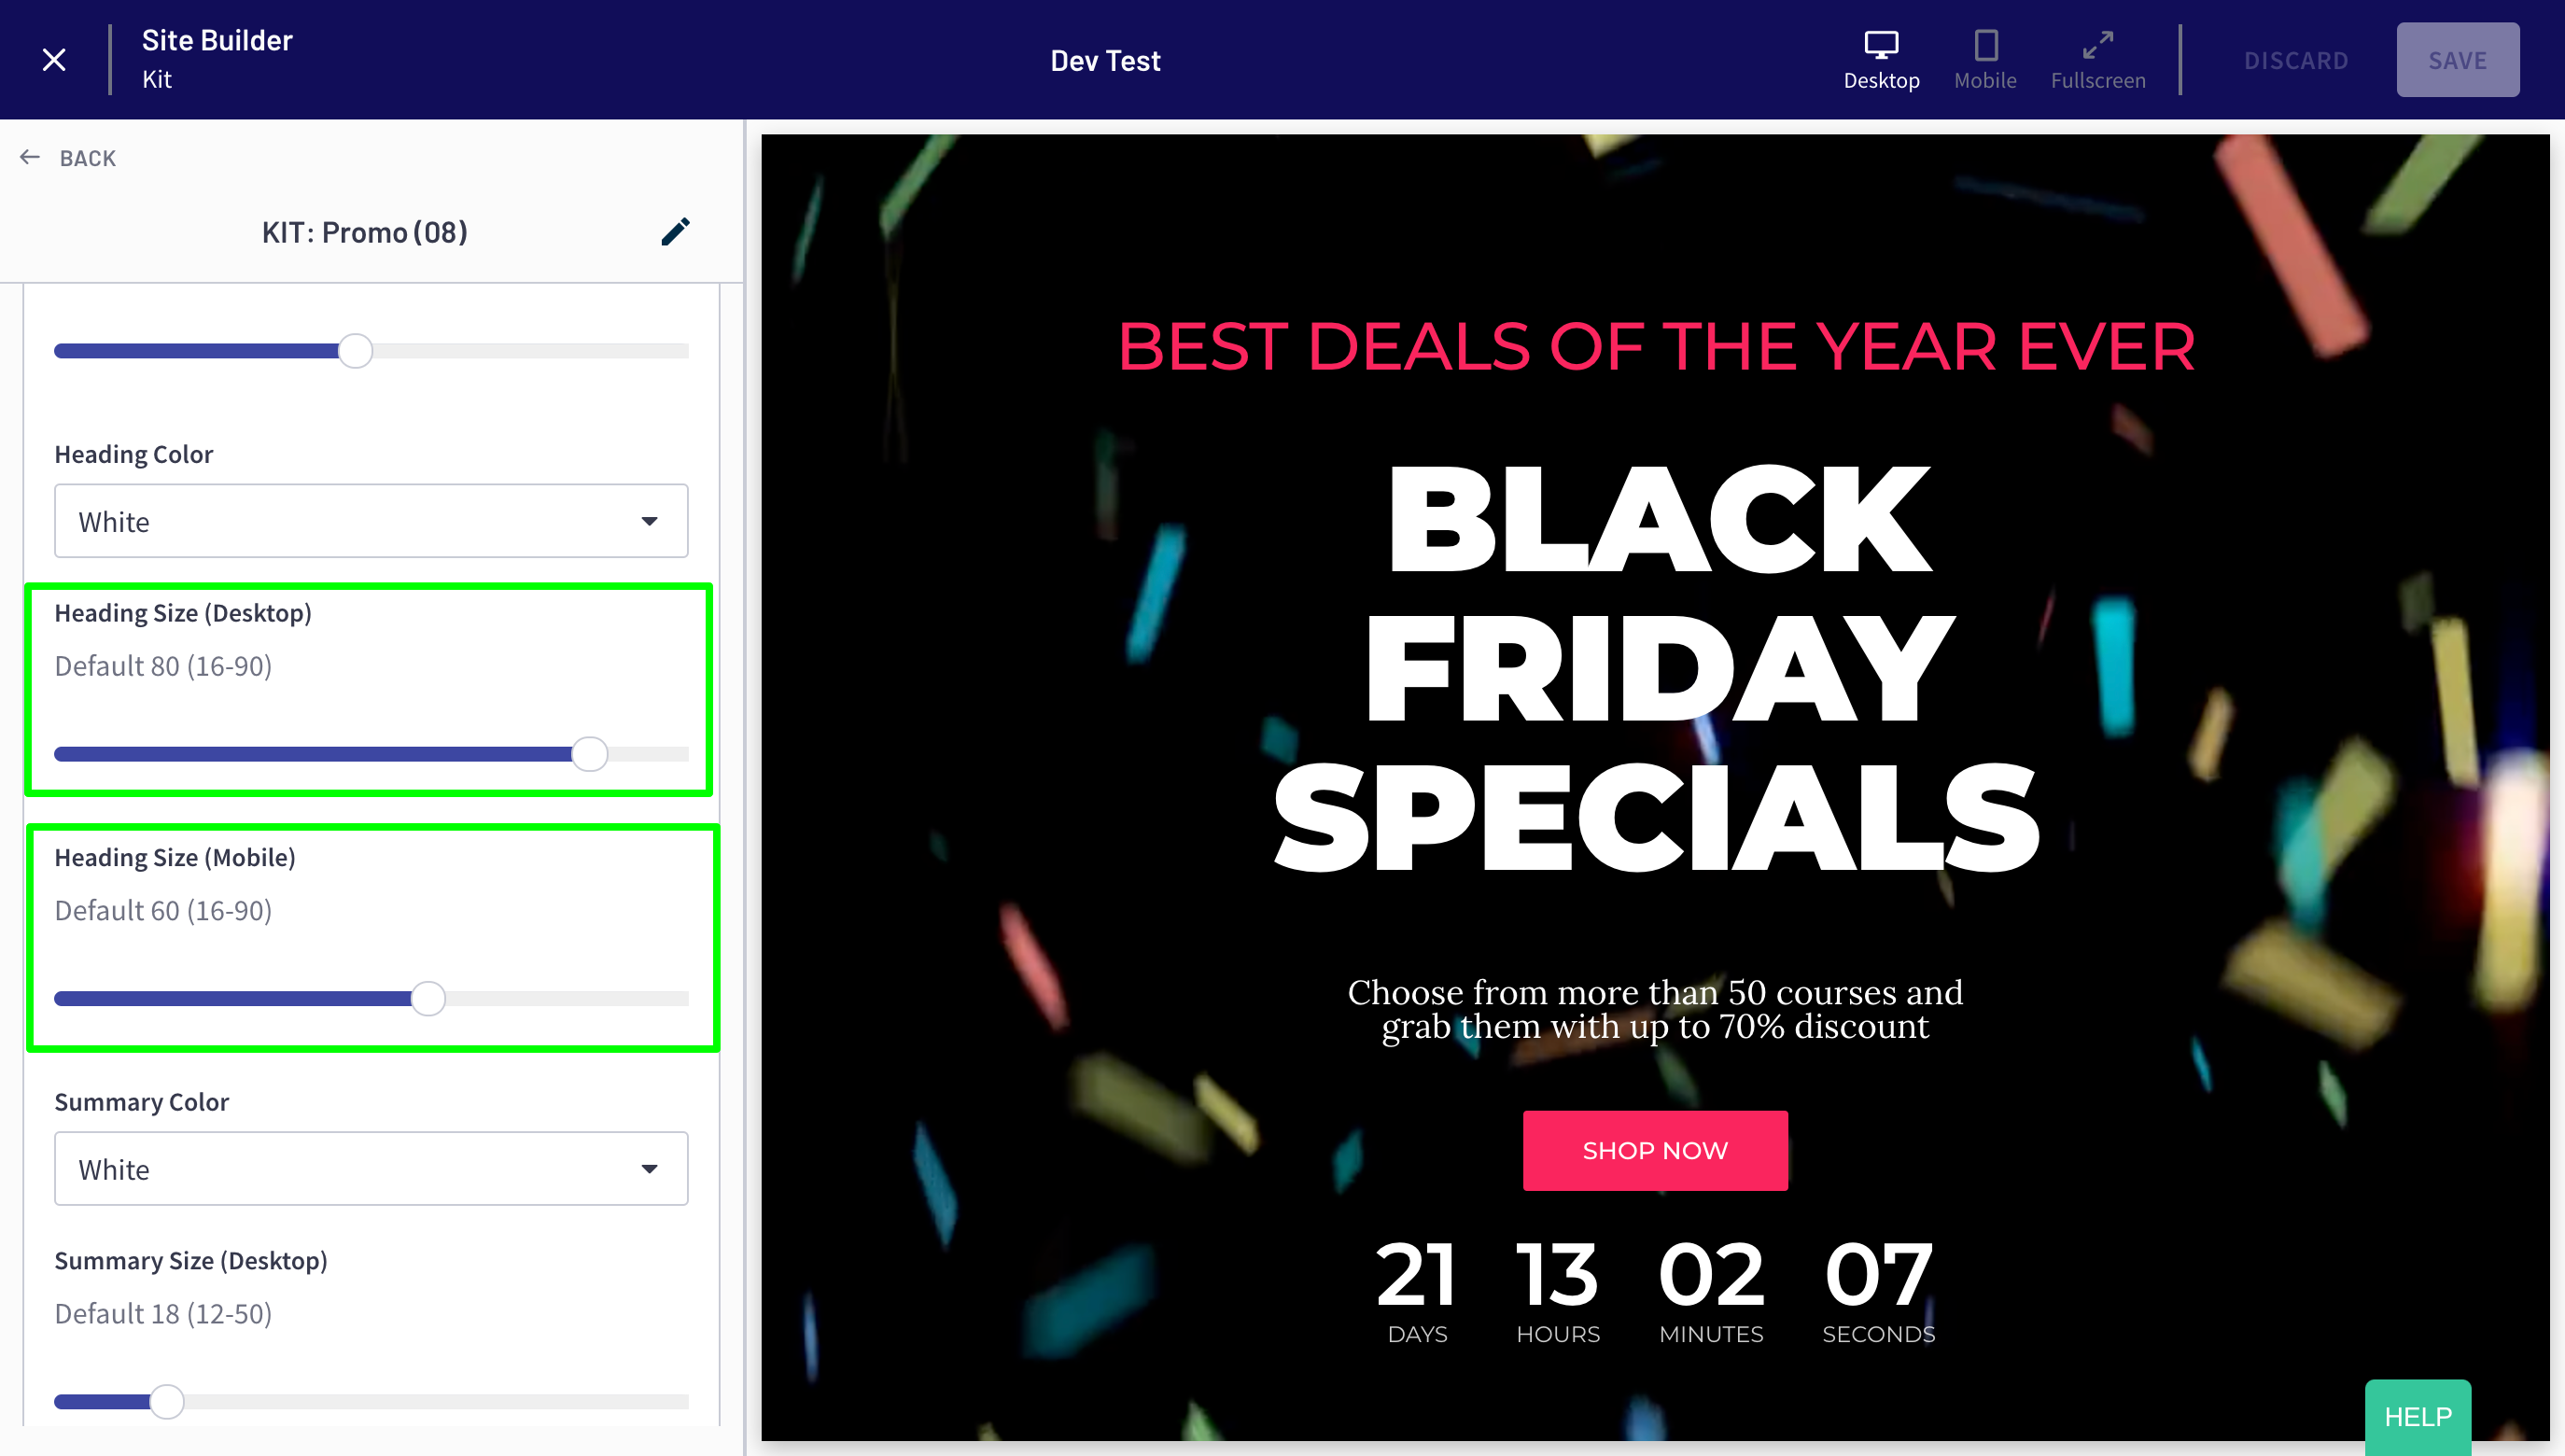 Site Builder
Kit
Dev Test
Desktop
Mobile
Fullscreen
DISCARD
SAVE
BACK
KIT: Promo (08)
Heading Color
White
Heading Size (Desktop)
Default 80 (16-90)
Heading Size (Mobile)
Default 60 (16-90)
Summary Color
White
Summary Size (Desktop)
Default 18 (12-50)
BEST DEALS OF THE YEAR EVER
BLACK
FRIDAY
SPECIALS
Choose from more than 50 courses and
grab them with up to 70% discount
SHOP NOW
21 13 02 07
DAYS HOURS MINUTES SECONDS
HELP